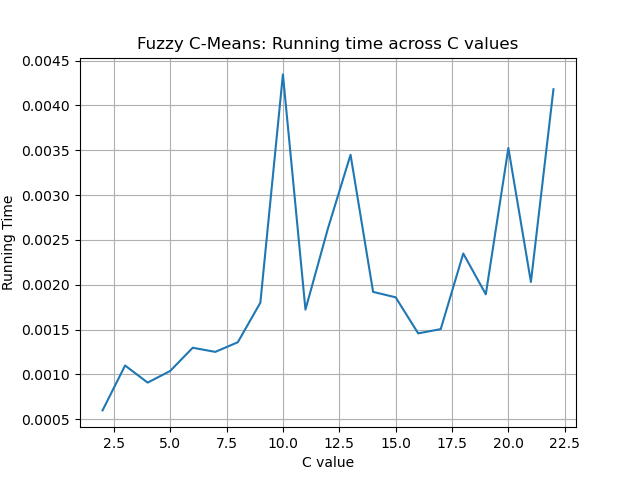 Fuzzy C-Means: Running time across C values
0.0045
0.0040
0.0035
0.0030
0.0025
0.0020
0.0015
0.0010
0.0005
Running Time
2.5 5.0 7.5 10.0 12.5 15.0 17.5 20.0 22.5
C value